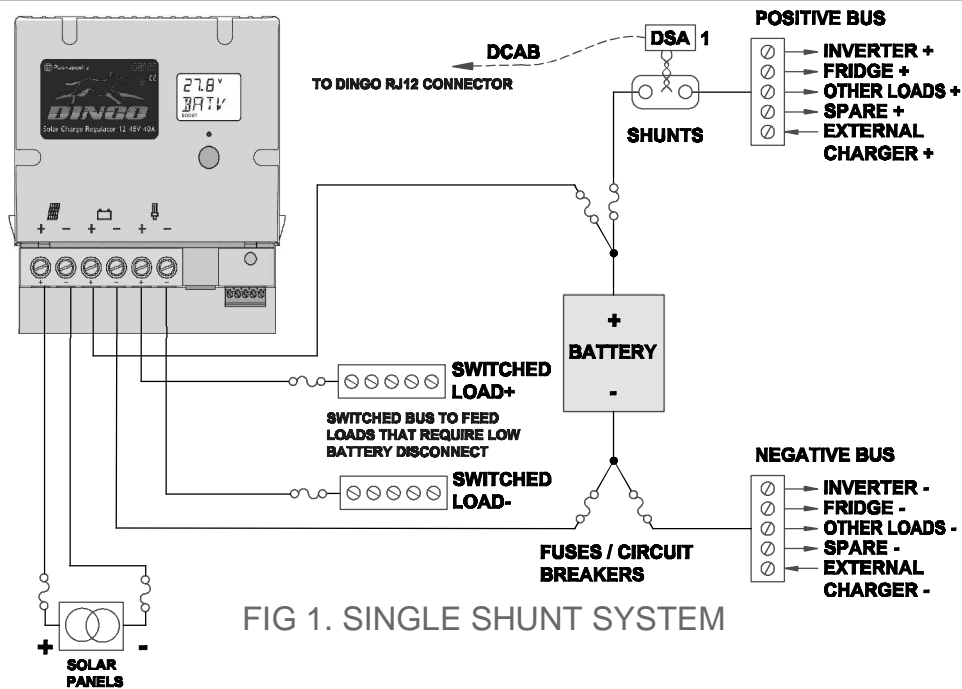 Plasmatronics
DINGO
Solar Charge Regulator 12-48V 40A
27.8 V
BATV
BOOST
+ − + − + −
+ - + - + -
DCAB
TO DINGO RJ12 CONNECTOR
DSA 1
SHUNTS
POSITIVE BUS
INVERTER +
FRIDGE +
OTHER LOADS +
SPARE +
EXTERNAL
CHARGER +
+
BATTERY
-
SWITCHED
LOAD+
SWITCHED BUS TO FEED
LOADS THAT REQUIRE LOW
BATTERY DISCONNECT
SWITCHED
LOAD-
FUSES / CIRCUIT
BREAKERS
NEGATIVE BUS
INVERTER -
FRIDGE -
OTHER LOADS -
SPARE -
EXTERNAL
CHARGER -
+ -
SOLAR
PANELS
FIG 1. SINGLE SHUNT SYSTEM